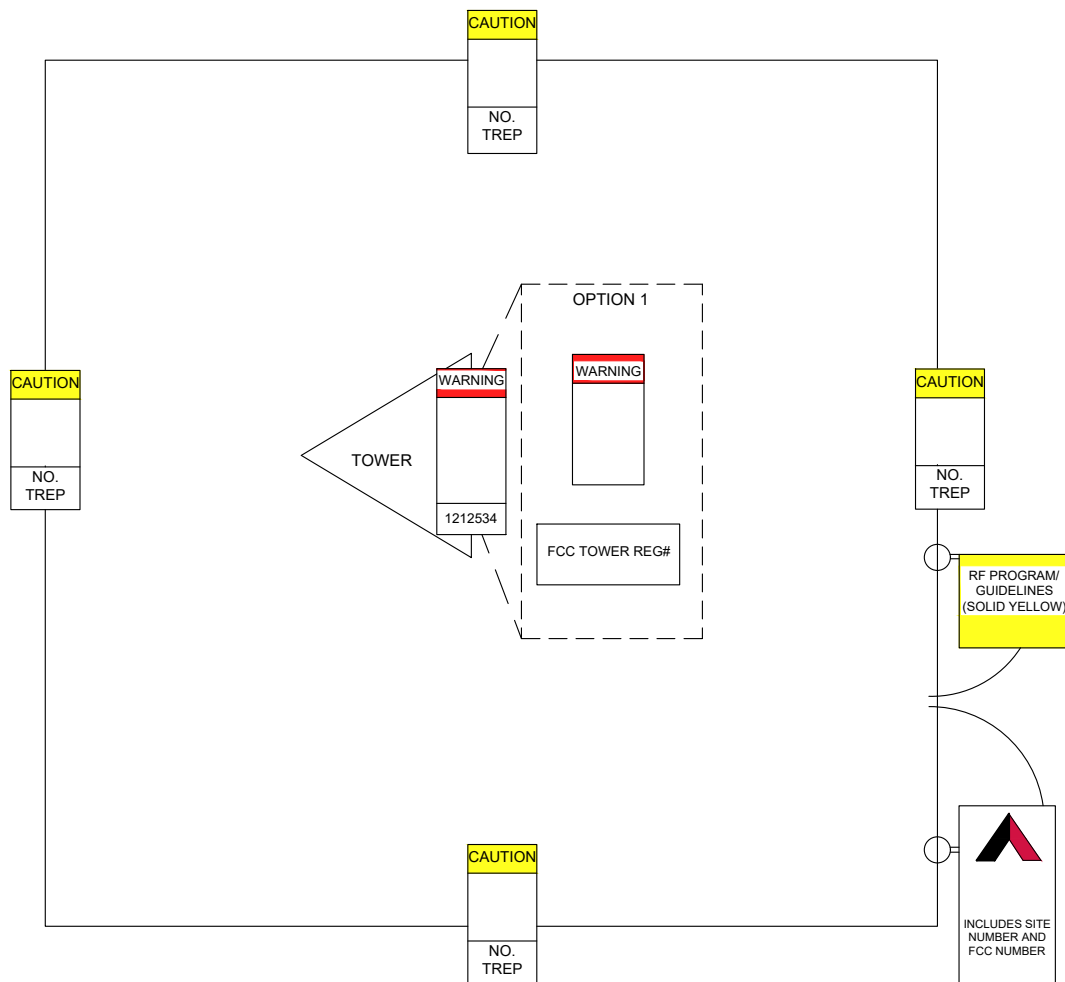 CAUTION
NO.
TREP
OPTION 1
WARNING
WARNING
CAUTION
NO.
TREP
CAUTION
NO.
TREP
TOWER
1212534
FCC TOWER REG#
RF PROGRAM/
GUIDELINES
(SOLID YELLOW)
CAUTION
NO.
TREP
INCLUDES SITE
NUMBER AND
FCC NUMBER